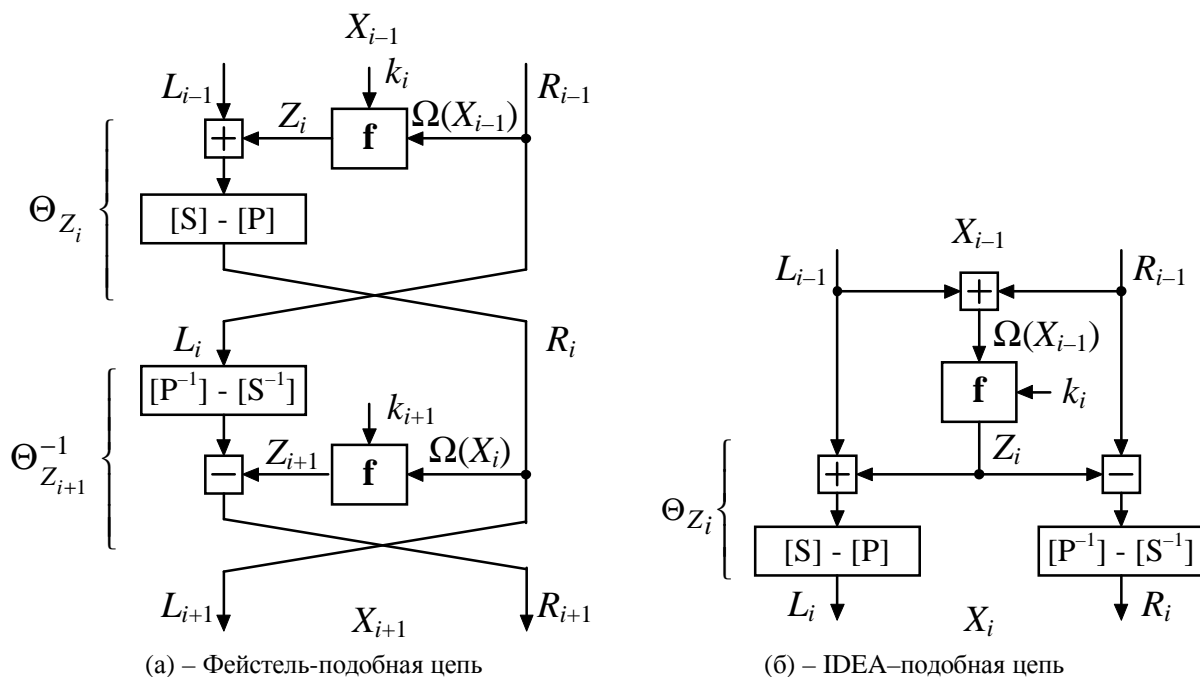 X_{i–1}
L_{i–1} k_i R_{i–1}
+ Z_i f Ω(X_{i–1})
Θ_{Z_i}
[S] - [P]
L_i R_i
[P^{–1}] - [S^{–1}]
k_{i+1}
Θ^{–1}_{Z_{i+1}}
– Z_{i+1} f Ω(X_i)
L_{i+1} X_{i+1} R_{i+1}
(а) – Фейстель-подобная цепь
X_{i–1}
L_{i–1} + R_{i–1}
Ω(X_{i–1})
f k_i
Z_i
+ –
Θ_{Z_i}
[S] - [P] [P^{–1}] - [S^{–1}]
L_i X_i R_i
(б) – IDEA–подобная цепь